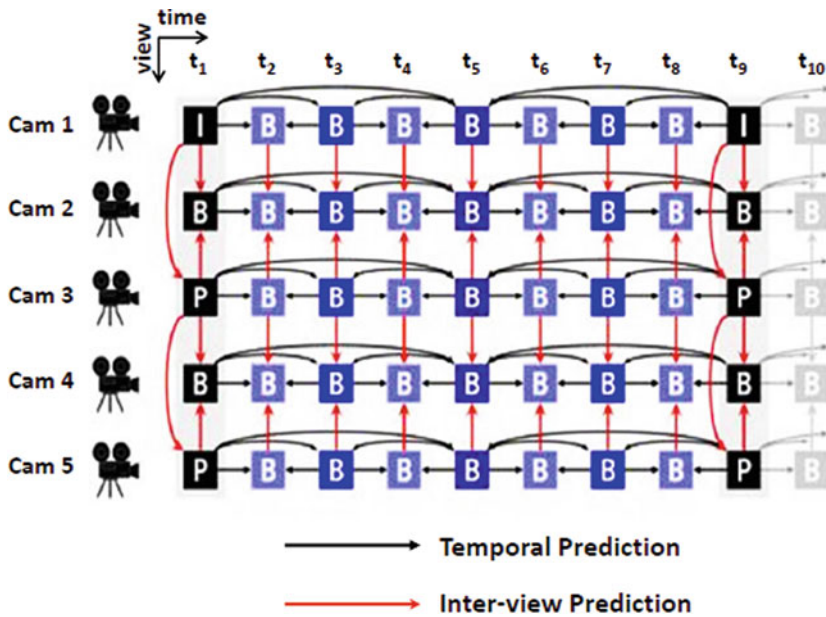 time
view
t1 t2 t3 t4 t5 t6 t7 t8 t9 t10
Cam 1 I B B B B B B B I B
Cam 2 B B B B B B B B B B
Cam 3 P B B B B B B B P B
Cam 4 B B B B B B B B B B
Cam 5 P B B B B B B B P B
Temporal Prediction
Inter-view Prediction